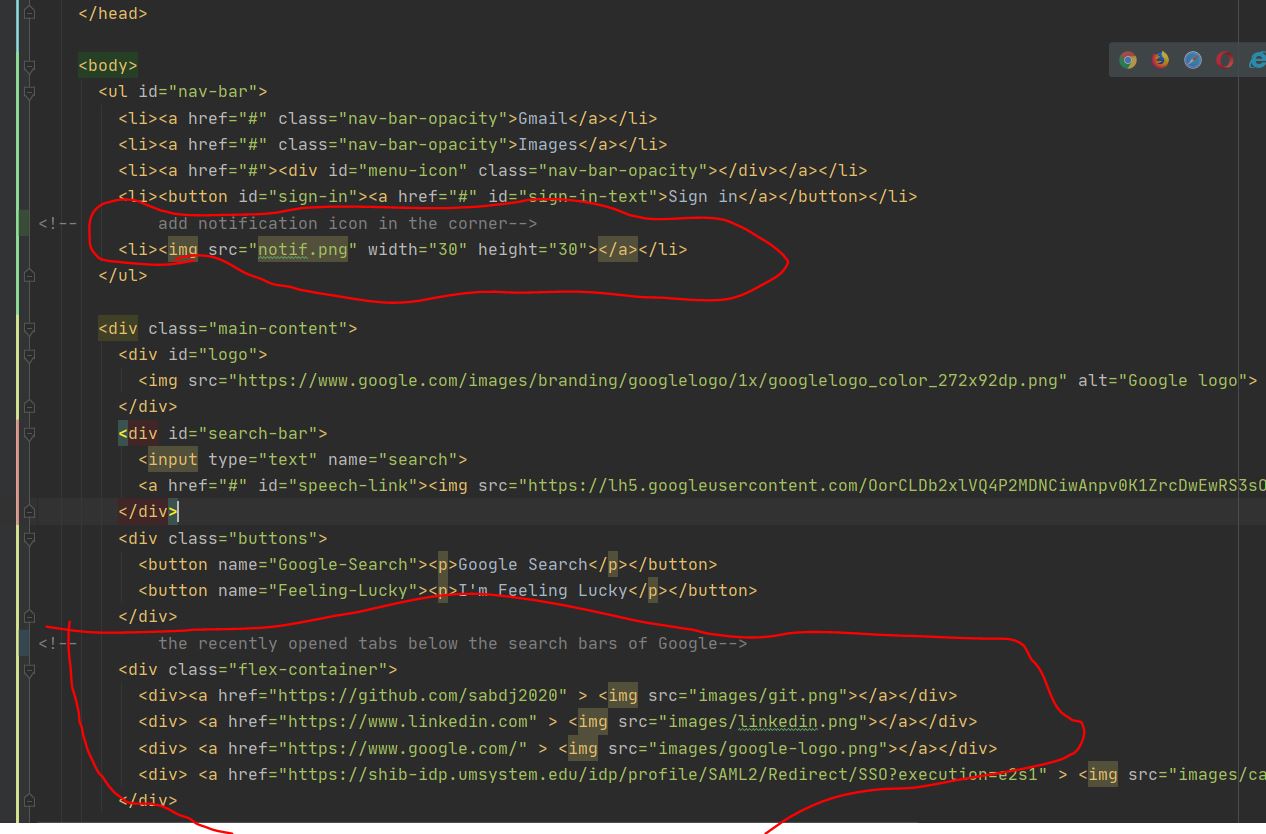 </head>
<body>
<ul id="nav-bar">
<li><a href="#" class="nav-bar-opacity">Gmail</a></li>
<li><a href="#" class="nav-bar-opacity">Images</a></li>
<li><a href="#"><div id="menu-icon" class="nav-bar-opacity"></div></a></li>
<li><button id="sign-in"><a href="#" id="sign-in-text">Sign in</a></button></li>
<!-- add notification icon in the corner-->
<li><img src="notif.png" width="30" height="30"></a></li>
</ul>
<div class="main-content">
<div id="logo">
<img src="https://www.google.com/images/branding/googlelogo/1x/googlelogo_color_272x92dp.png" alt="Google logo">
</div>
<div id="search-bar">
<input type="text" name="search">
<a href="#" id="speech-link"><img src="https://lh5.googleusercontent.com/OorCLDb2xlVQ4P2MDNCiwAnpv0K1ZrcDwEwRS3sO
</div>
<div class="buttons">
<button name="Google-Search"><p>Google Search</p></button>
<button name="Feeling-Lucky"><p>I'm Feeling Lucky</p></button>
</div>
<!-- the recently opened tabs below the search bars of Google-->
<div class="flex-container">
<div><a href="https://github.com/sabdj2020" > <img src="images/git.png"></a></div>
<div> <a href="https://www.linkedin.com" > <img src="images/linkedin.png"></a></div>
<div> <a href="https://www.google.com/" > <img src="images/google-logo.png"></a></div>
<div> <a href="https://shib-idp.umsystem.edu/idp/profile/SAML2/Redirect/SSO?execution=e2s1" > <img src="images/ca
</div>